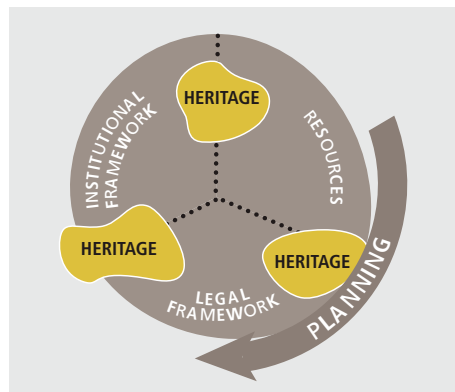 HERITAGE
INSTITUTIONAL
FRAMEWORK
RESOURCES
HERITAGE
HERITAGE
LEGAL
FRAMEWORK
PLANNING